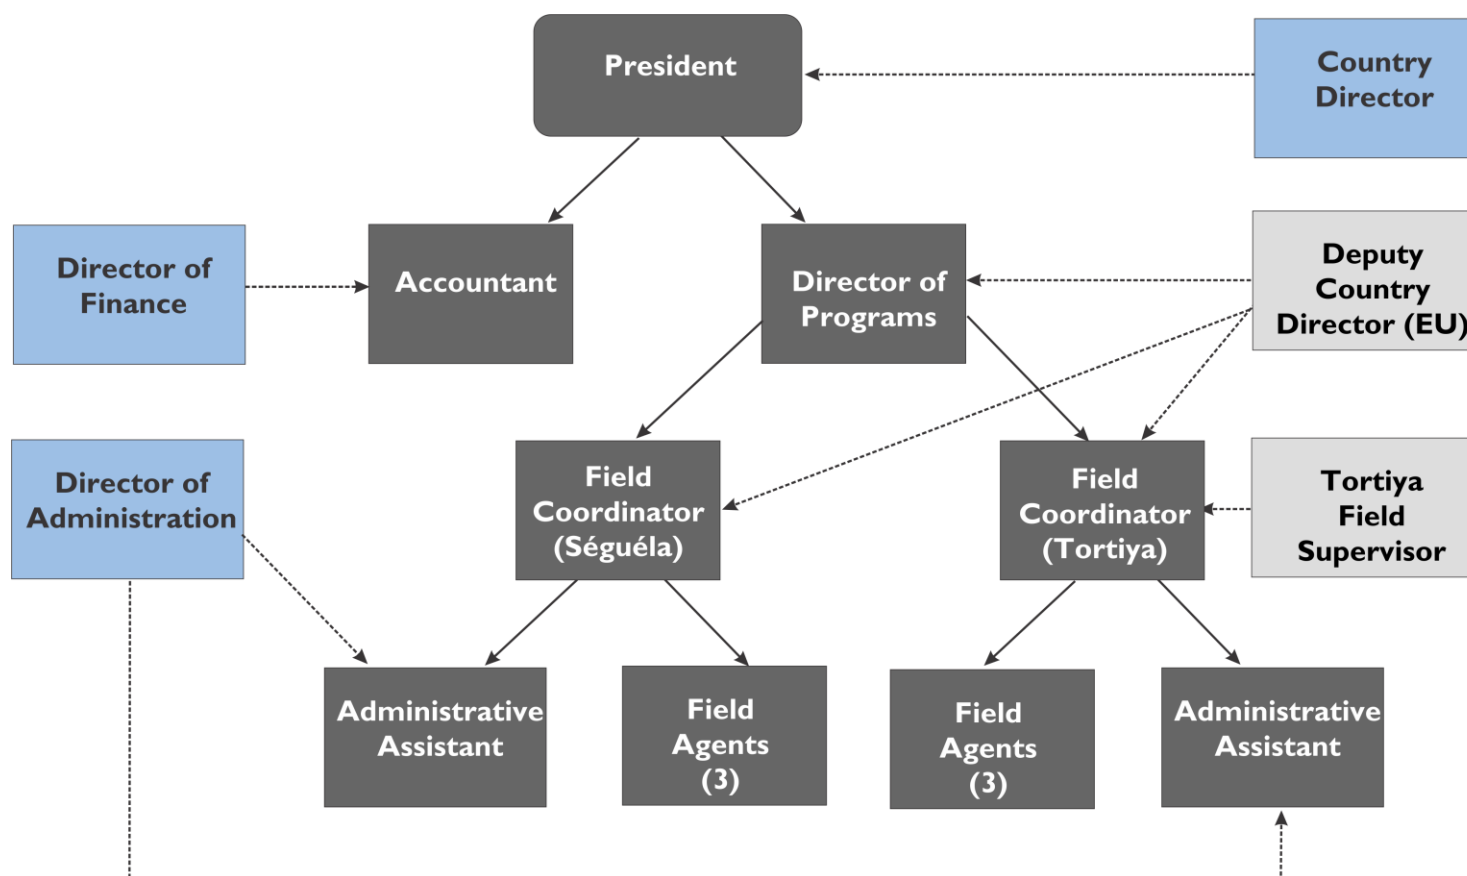 President
Country
Director
Director of
Finance
Accountant
Director of
Programs
Deputy
Country
Director (EU)
Director of
Administration
Field
Coordinator
(Séguéla)
Field
Coordinator
(Tortiya)
Tortiya
Field
Supervisor
Administrative
Assistant
Field
Agents
(3)
Field
Agents
(3)
Administrative
Assistant